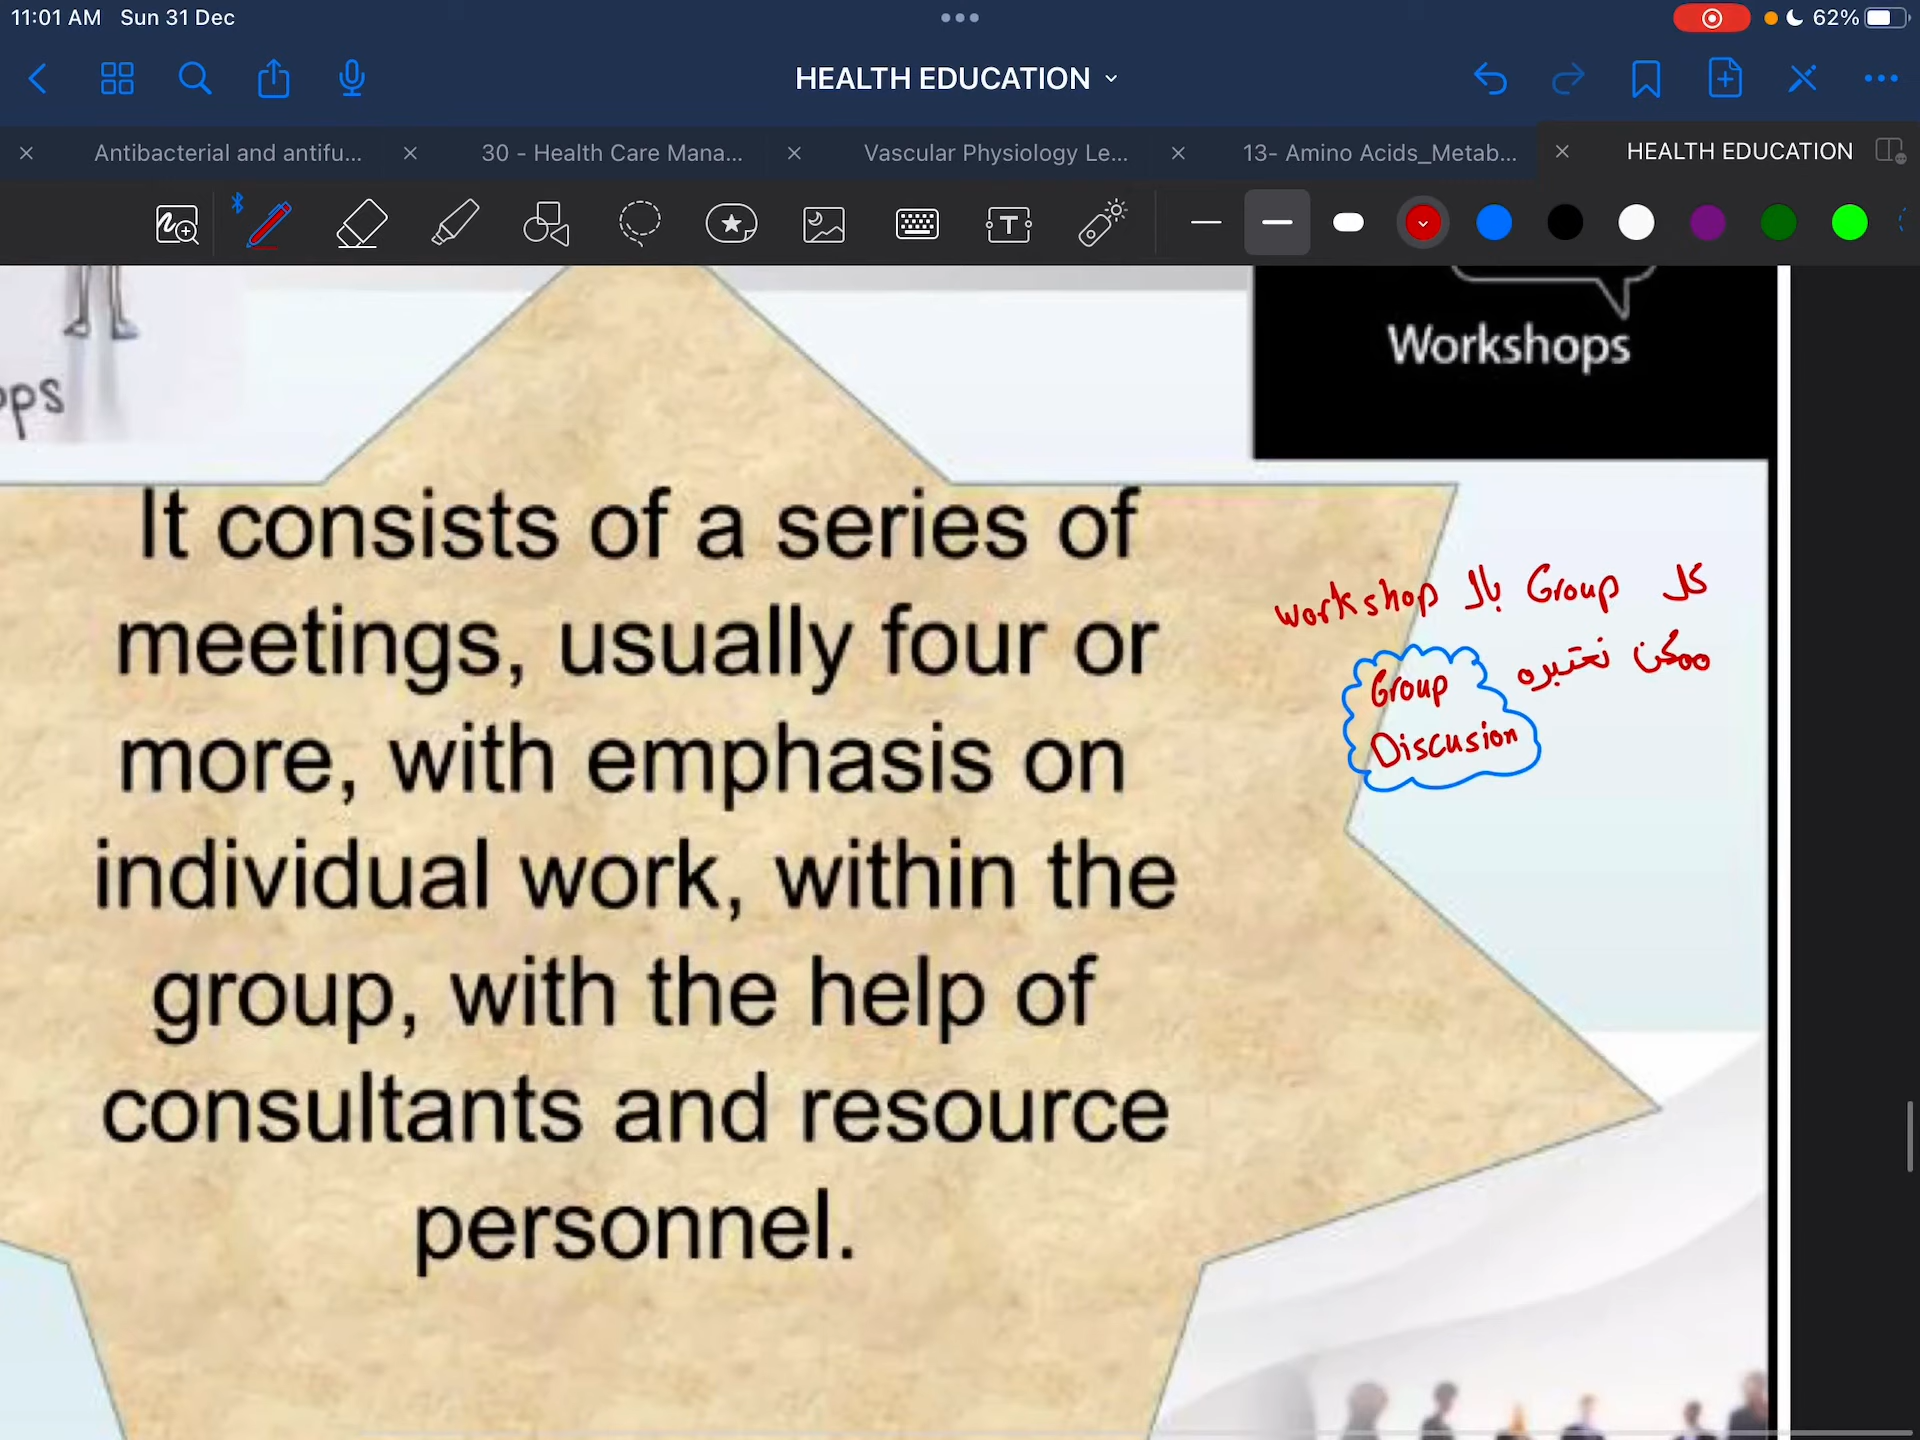 11:01 AM Sun 31 Dec
62%
HEALTH EDUCATION
Antibacterial and antifu...
30 - Health Care Mana...
Vascular Physiology Le...
13- Amino Acids_Metab...
HEALTH EDUCATION
T
ops
Workshops
It consists of a series of
meetings, usually four or
more, with emphasis on
individual work, within the
group, with the help of
consultants and resource
personnel.
كل Group بال workshop
ممكن نعتبره
Group
Discusion